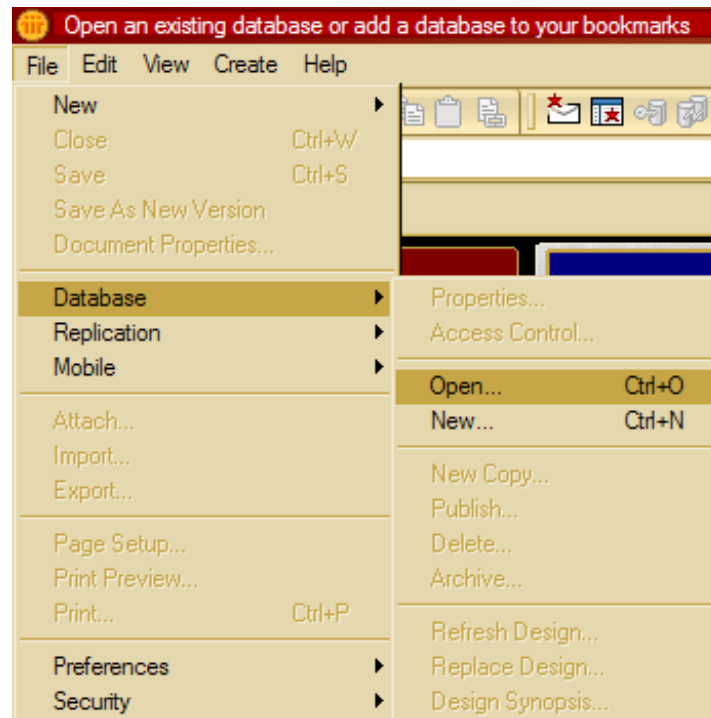 Open an existing database or add a database to your bookmarks
File Edit View Create Help
New
Close Ctrl+W
Save Ctrl+S
Save As New Version
Document Properties...
Database
Replication
Mobile
Attach...
Import...
Export...
Page Setup...
Print Preview...
Print... Ctrl+P
Preferences
Security
Properties...
Access Control...
Open... Ctrl+O
New... Ctrl+N
New Copy...
Publish...
Delete...
Archive...
Refresh Design...
Replace Design...
Design Synopsis...